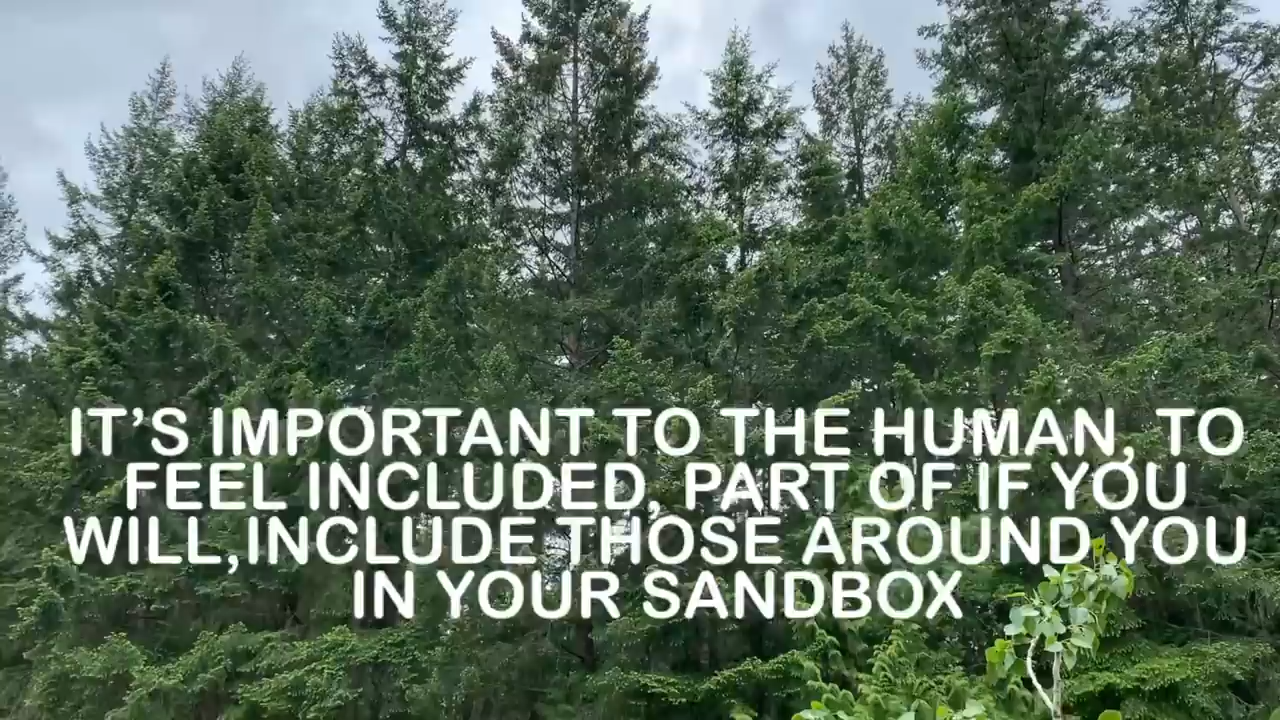 IT’S IMPORTANT TO THE HUMAN, TO
FEEL INCLUDED, PART OF IF YOU
WILL,INCLUDE THOSE AROUND YOU
IN YOUR SANDBOX